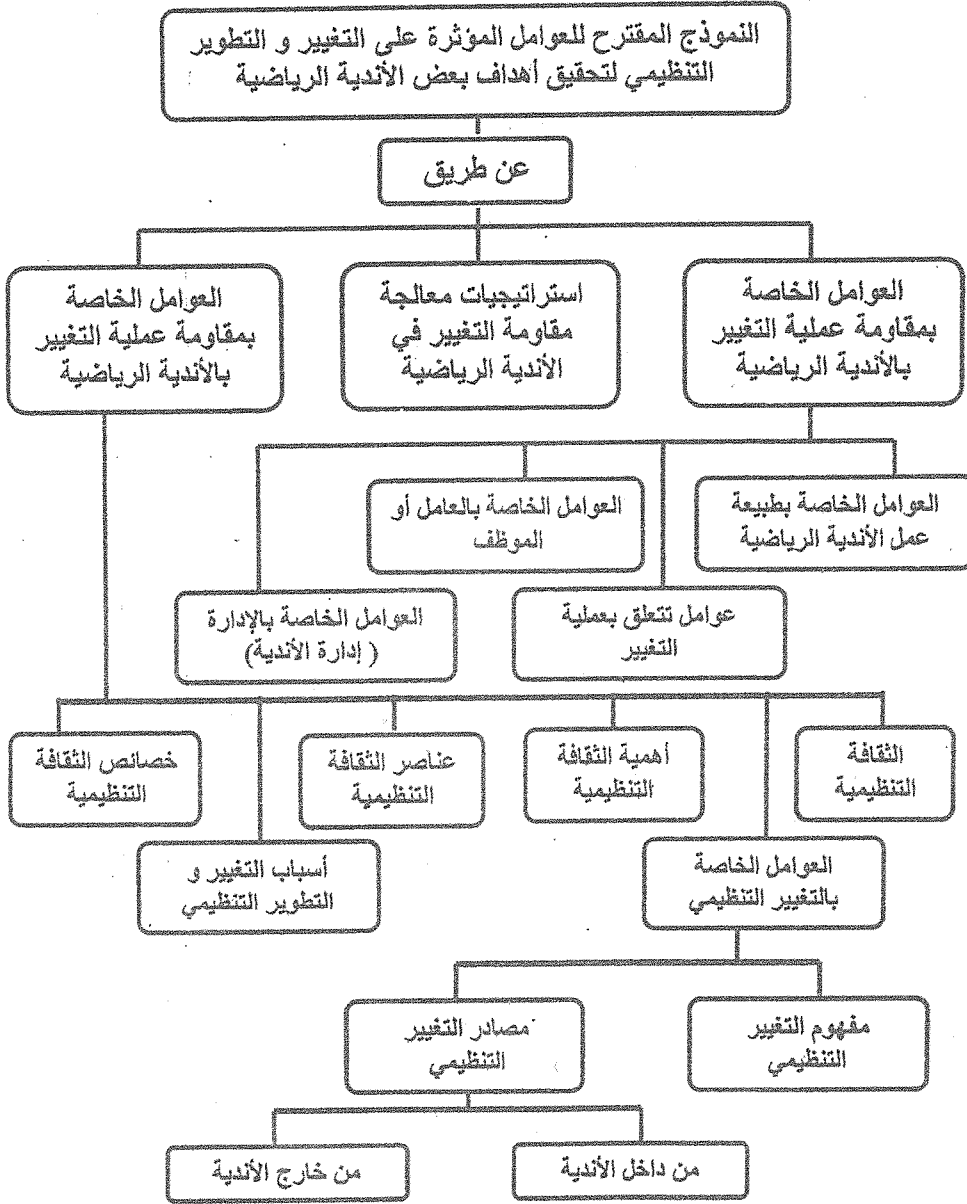 النموذج المقترح للعوامل المؤثرة على التغيير و التطوير
التنظيمي لتحقيق أهداف بعض الأندية الرياضية
عن طريق
العوامل الخاصة
بمقاومة عملية التغيير
بالأندية الرياضية
استراتيجيات معالجة
مقاومة التغيير في
الأندية الرياضية
العوامل الخاصة
بمقاومة عملية التغيير
بالأندية الرياضية
العوامل الخاصة بطبيعة
عمل الأندية الرياضية
العوامل الخاصة بالعامل أو
الموظف
عوامل تتعلق بعملية
التغيير
العوامل الخاصة بالإدارة
( إدارة الأندية)
الثقافة
التنظيمية
أهمية الثقافة
التنظيمية
عناصر الثقافة
التنظيمية
خصائص الثقافة
التنظيمية
العوامل الخاصة
بالتغيير التنظيمي
أسباب التغيير و
التطوير التنظيمي
مفهوم التغيير
التنظيمي
مصادر التغيير
التنظيمي
من داخل الأندية
من خارج الأندية